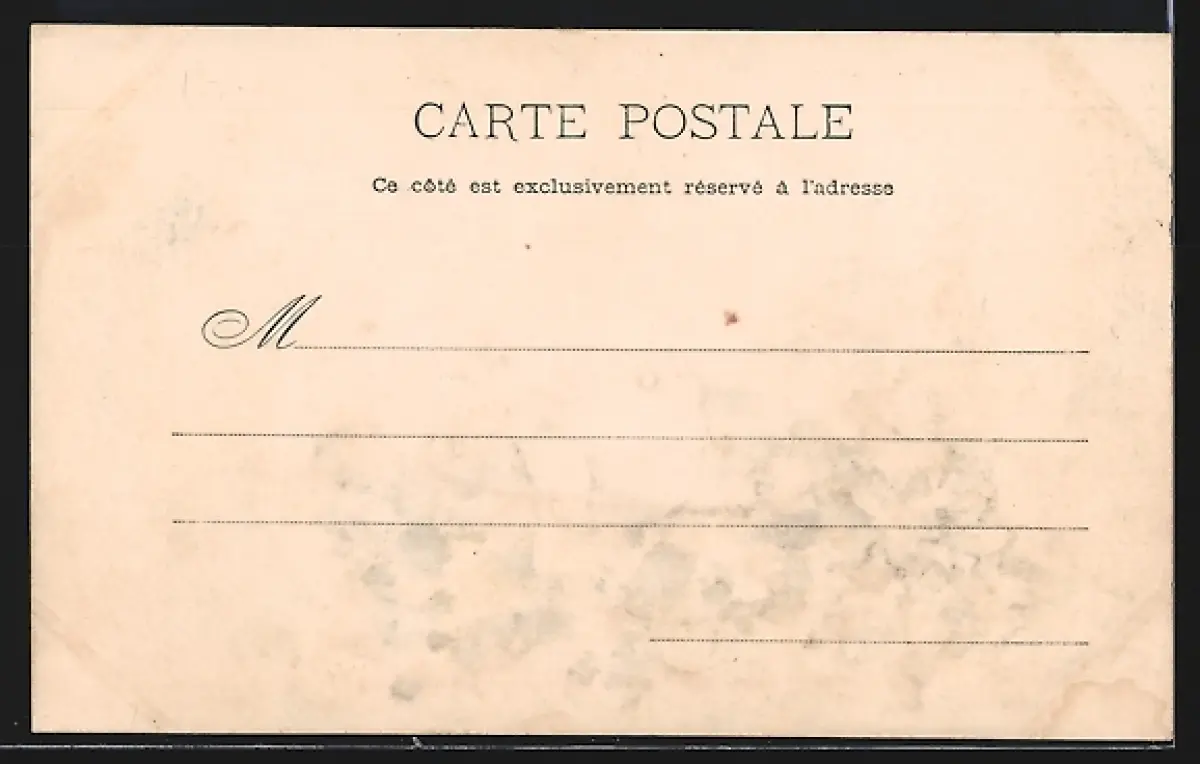 CARTE POSTALE
Ce côté est exclusivement réservé à l'adresse
M